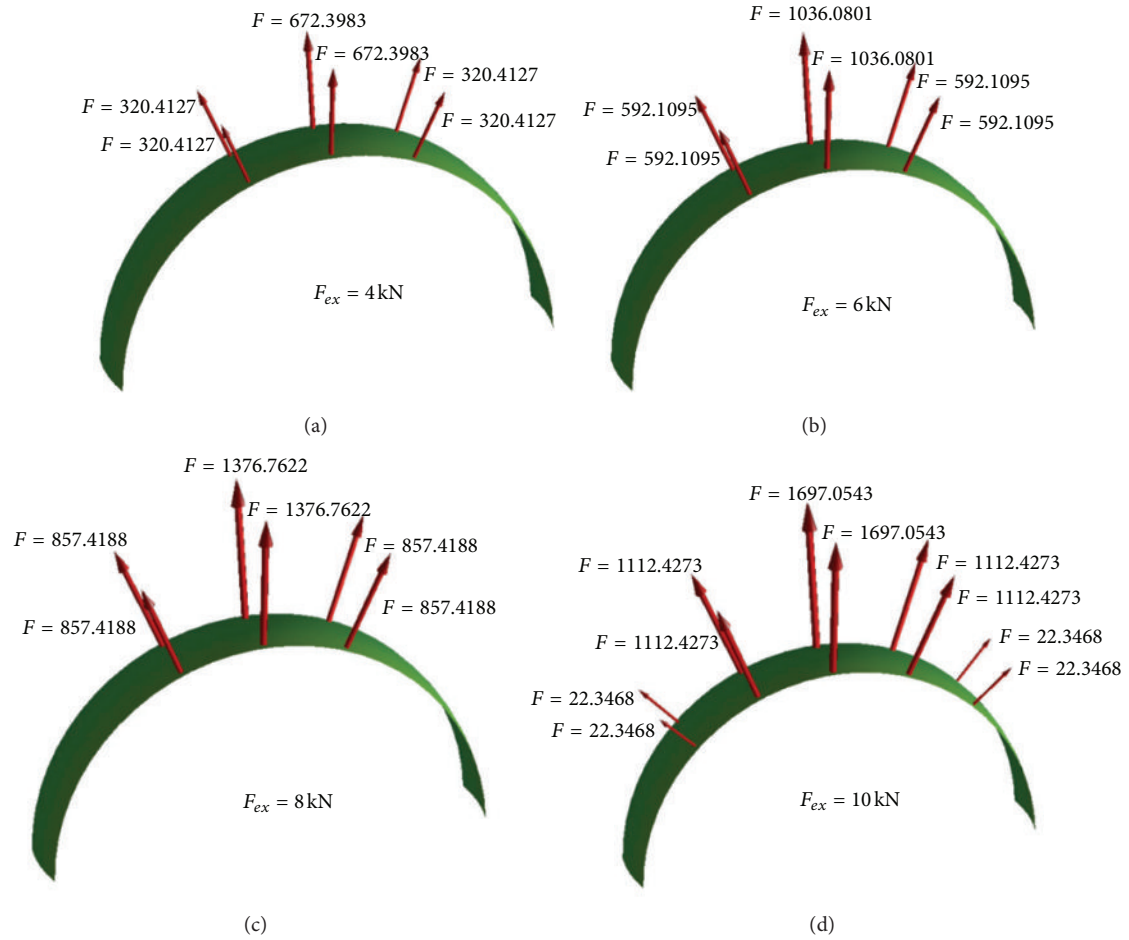 F = 672.3983
F = 672.3983
F = 320.4127
F = 320.4127
F = 320.4127
F = 320.4127
F_ex = 4 kN
(a)
F = 1036.0801
F = 1036.0801
F = 592.1095
F = 592.1095
F = 592.1095
F = 592.1095
F_ex = 6 kN
(b)
F = 1376.7622
F = 1376.7622
F = 857.4188
F = 857.4188
F = 857.4188
F = 857.4188
F_ex = 8 kN
(c)
F = 1697.0543
F = 1697.0543
F = 1112.4273
F = 1112.4273
F = 1112.4273
F = 1112.4273
F = 22.3468
F = 22.3468
F = 22.3468
F = 22.3468
F_ex = 10 kN
(d)